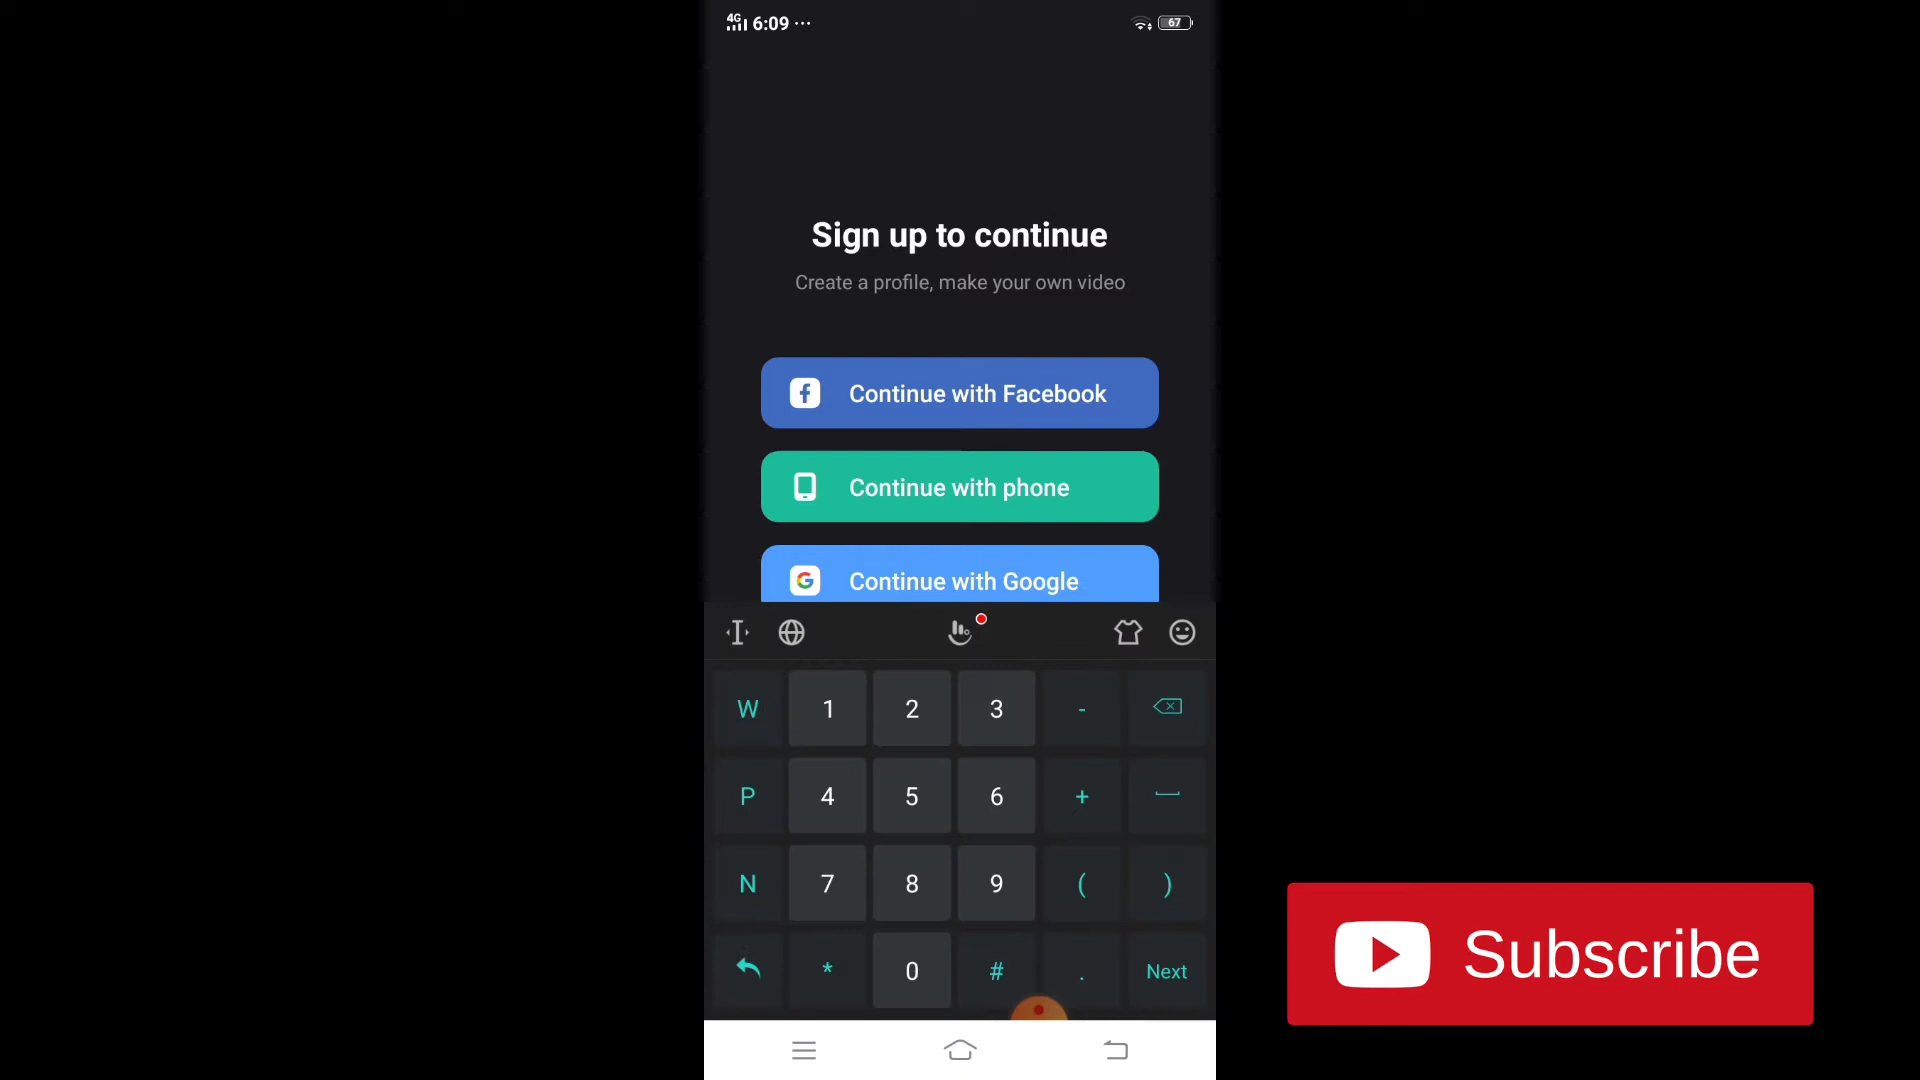 4G 6:09 ... 67
Sign up to continue
Create a profile, make your own video
Continue with Facebook
Continue with phone
Continue with Google
W 1 2 3 -
P 4 5 6 +
N 7 8 9 ( )
* 0 # . Next
Subscribe